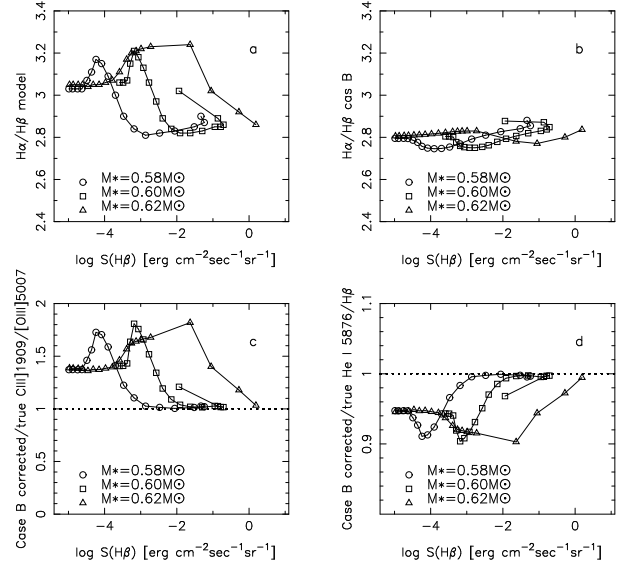 3.4
3.2
3
2.8
2.6
2.4
Hα/Hβ model
a
M*=0.58M⊙
M*=0.60M⊙
M*=0.62M⊙
−4 −2 0
log S(Hβ) [erg cm⁻²sec⁻¹sr⁻¹]
3.4
3.2
3
2.8
2.6
2.4
Hα/Hβ cas B
b
M*=0.58M⊙
M*=0.60M⊙
M*=0.62M⊙
−4 −2 0
log S(Hβ) [erg cm⁻²sec⁻¹sr⁻¹]
2
1.5
1
0.5
0
Case B corrected/true CIII]1909/[OIII]5007
c
M*=0.58M⊙
M*=0.60M⊙
M*=0.62M⊙
−4 −2 0
log S(Hβ) [erg cm⁻²sec⁻¹sr⁻¹]
1.1
1
0.9
Case B corrected/true He I 5876/Hβ
d
M*=0.58M⊙
M*=0.60M⊙
M*=0.62M⊙
−4 −2 0
log S(Hβ) [erg cm⁻²sec⁻¹sr⁻¹]